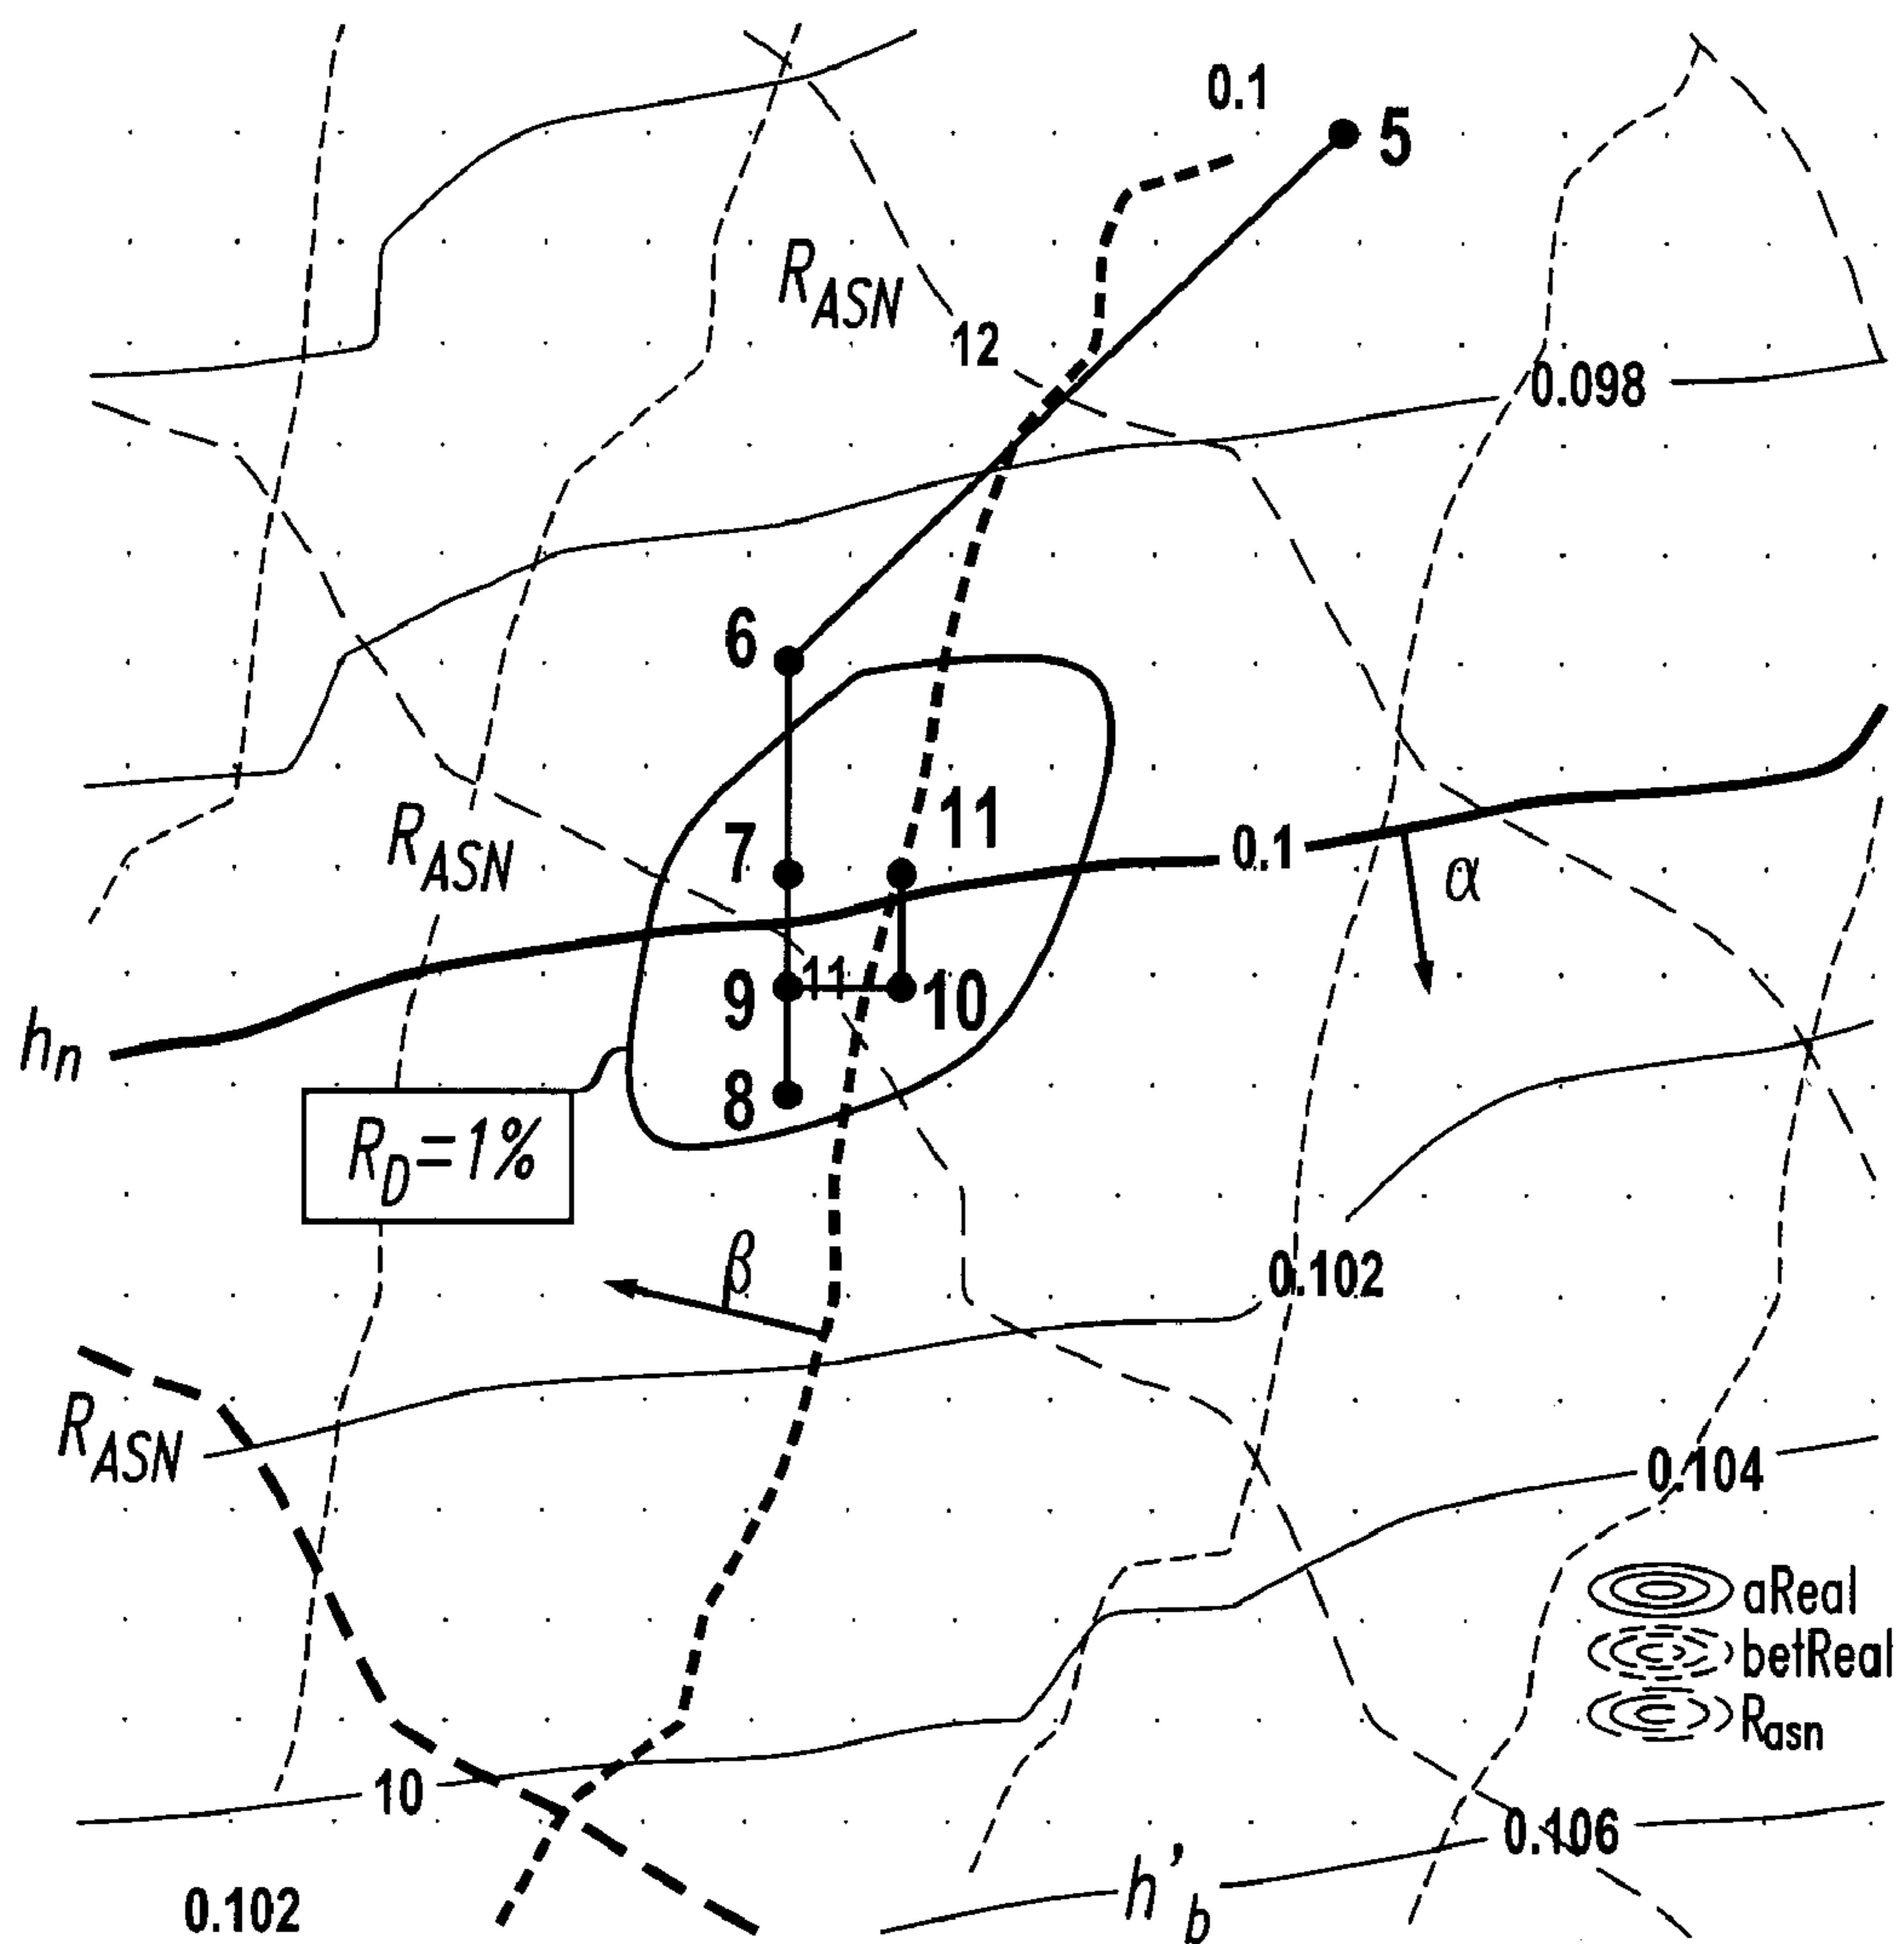 0.1
5
R_ASN
12
0.098
6
11
7
R_ASN
0.1
α
11
9
10
h_n
8
R_D=1%
β
0.102
R_ASN
0.104
aReal
betReal
R_asn
10
0.106
0.102
h'_b